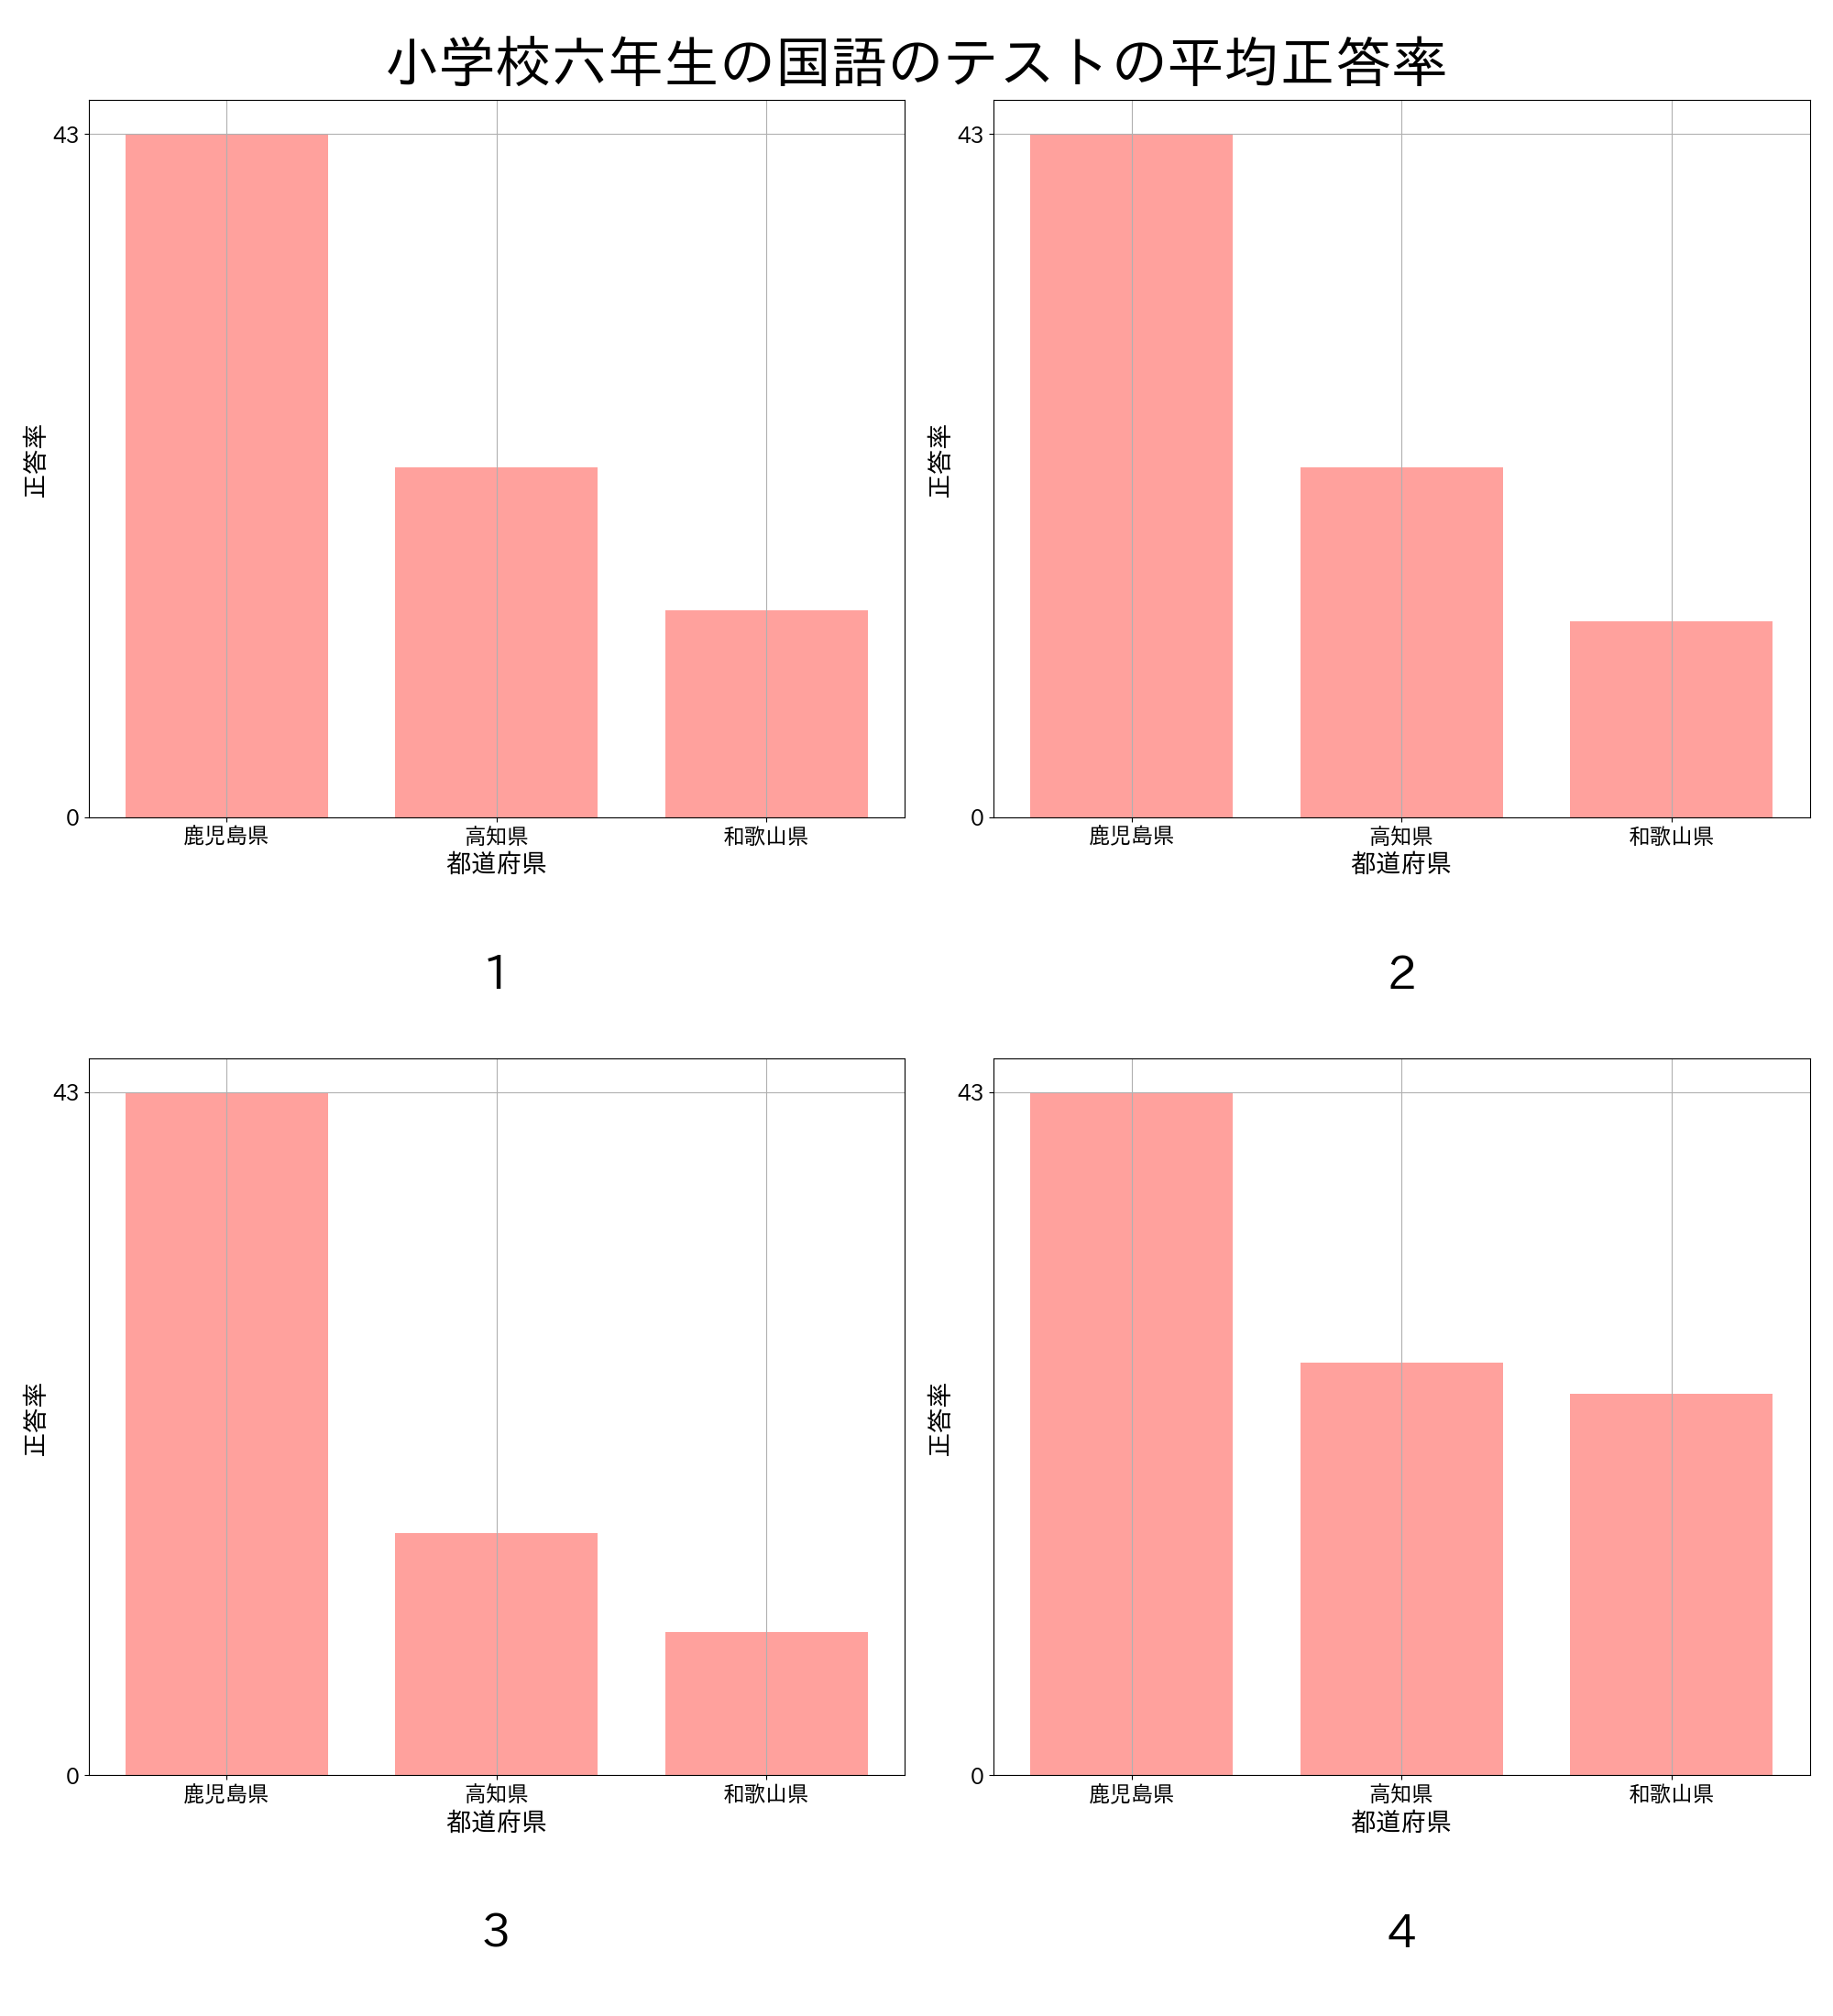 小学校六年生の国語のテストの平均正答率
43
0
正答率
鹿児島県 高知県 和歌山県
都道府県
1
43
0
正答率
鹿児島県 高知県 和歌山県
都道府県
2
43
0
正答率
鹿児島県 高知県 和歌山県
都道府県
3
43
0
正答率
鹿児島県 高知県 和歌山県
都道府県
4